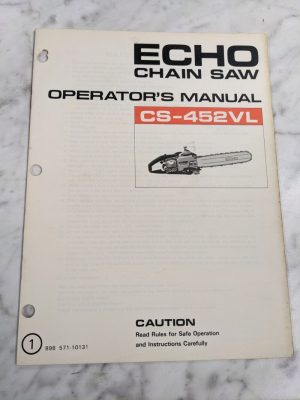 ECHO
CHAIN SAW
OPERATOR'S MANUAL
CS-452VL
CAUTION
Read Rules for Safe Operation
and Instructions Carefully
1 898 571-10131